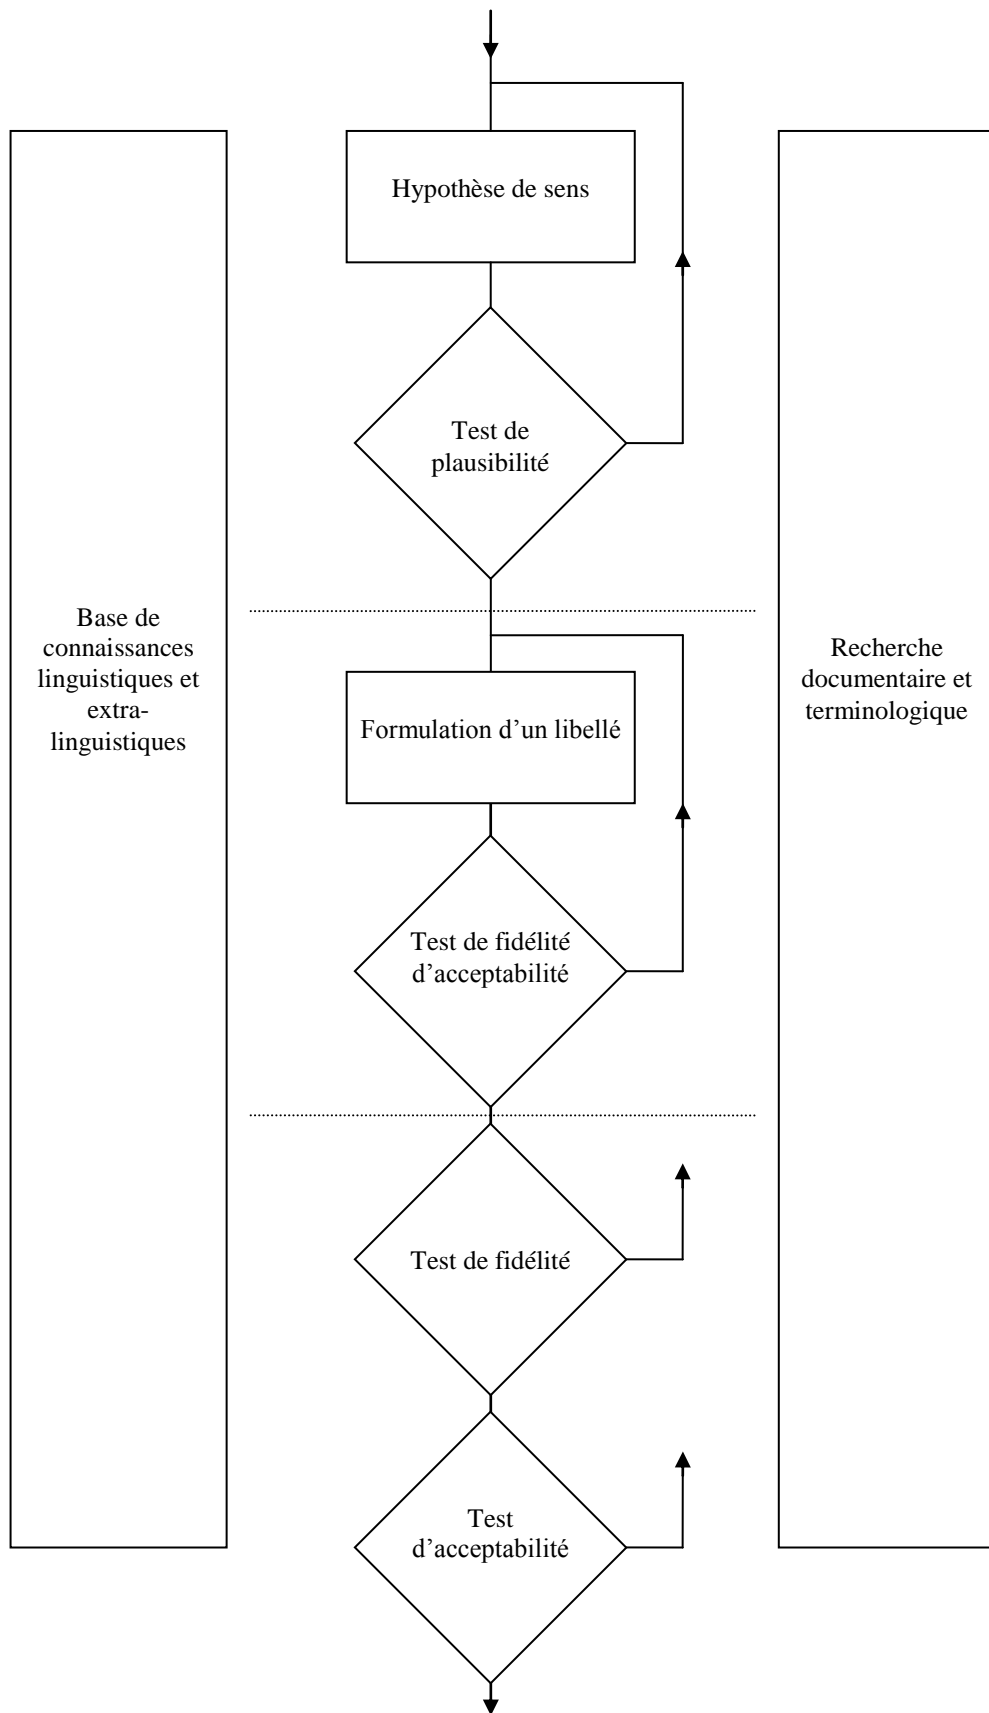 Hypothèse de sens
Test de
plausibilité
Base de
connaissances
linguistiques et
extra-
linguistiques
Recherche
documentaire et
terminologique
Formulation d’un libellé
Test de fidélité
d’acceptabilité
Test de fidélité
Test
d’acceptabilité